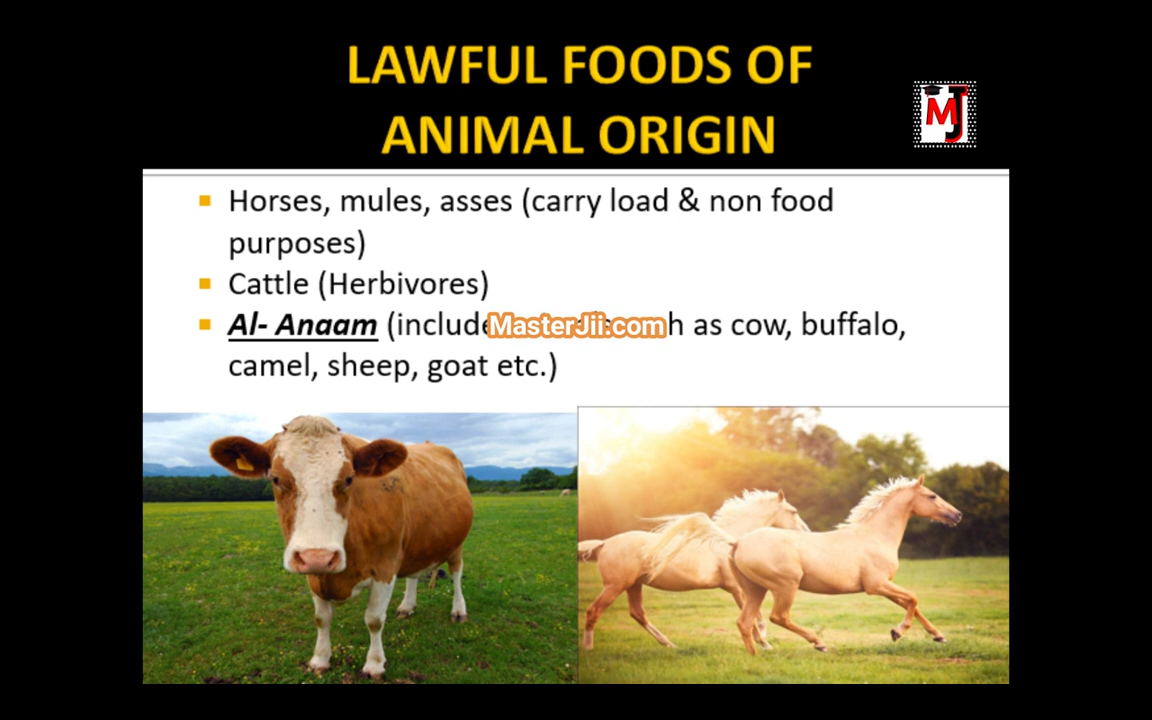 LAWFUL FOODS OF
ANIMAL ORIGIN
MJ
▪ Horses, mules, asses (carry load & non food
purposes)
▪ Cattle (Herbivores)
▪ Al- Anaam (include MasterJii.com as cow, buffalo,
camel, sheep, goat etc.)